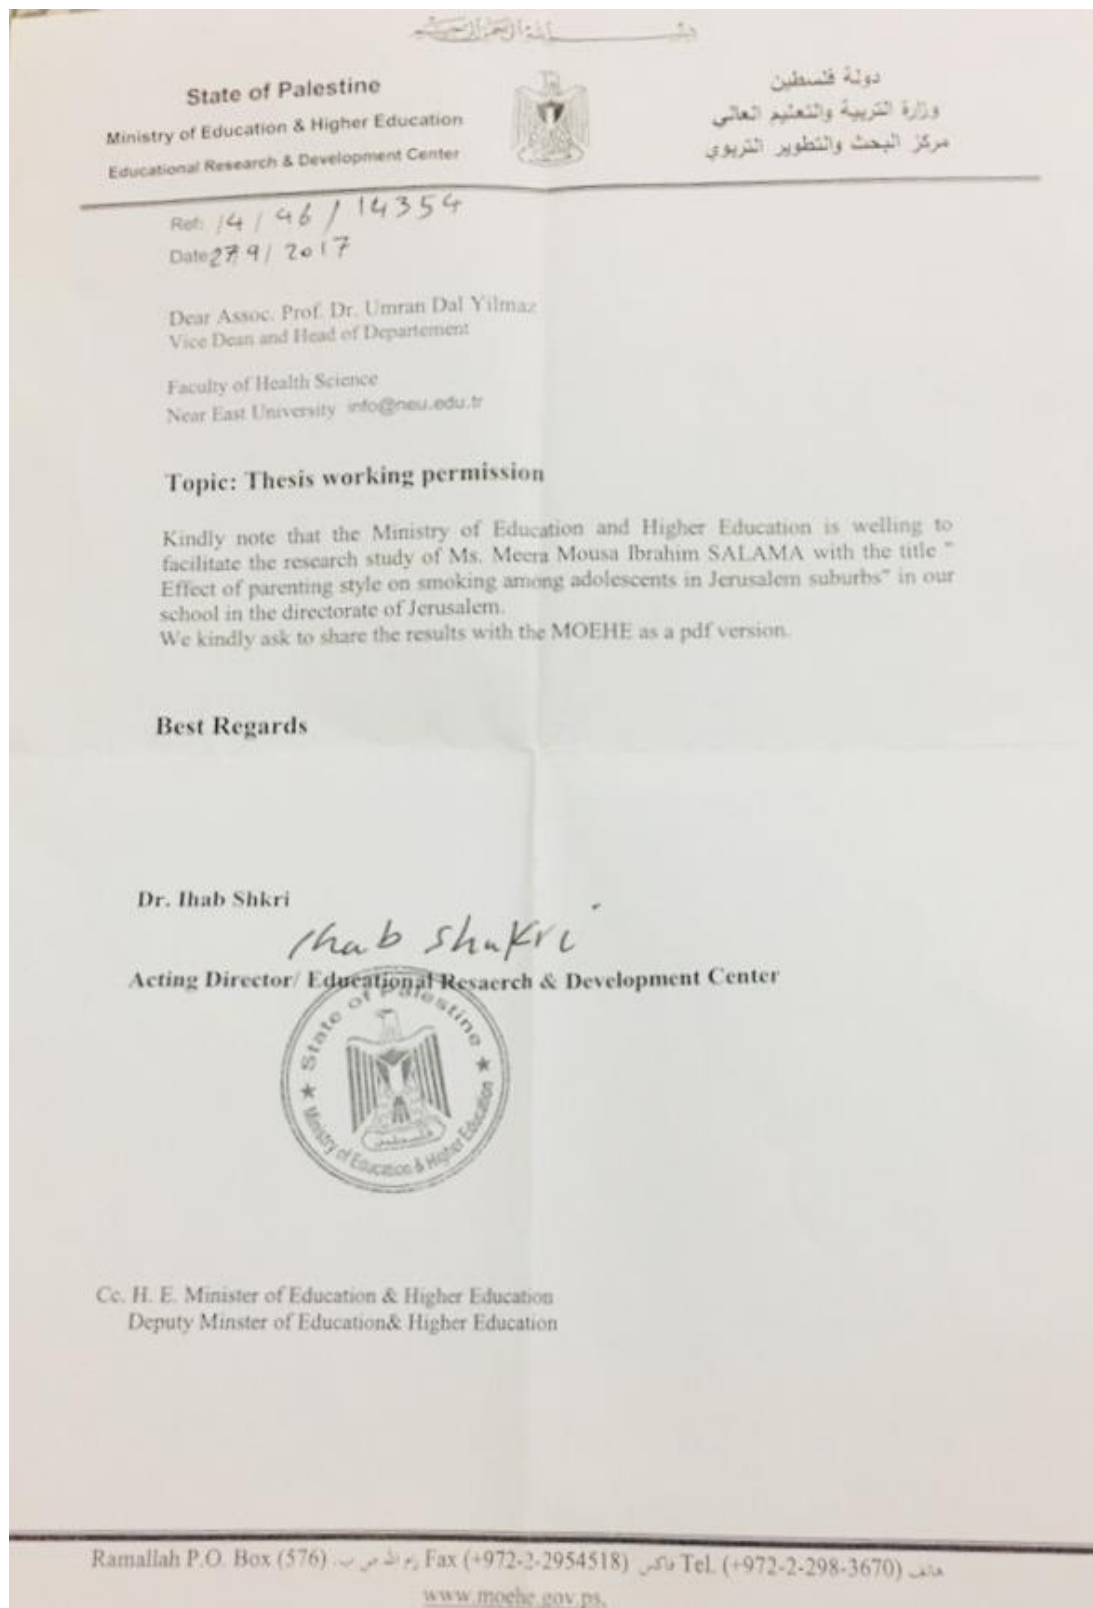 بسم الله الرحمن الرحيم
State of Palestine
Ministry of Education & Higher Education
Educational Research & Development Center
دولة فلسطين
وزارة التربية والتعليم العالي
مركز البحث والتطوير التربوي
Ref: 14 / 46 / 14354
Date 27 9 / 2017
Dear Assoc. Prof. Dr. Umran Dal Yilmaz
Vice Dean and Head of Departement
Faculty of Health Science
Near East University info@neu.edu.tr
Topic: Thesis working permission
Kindly note that the Ministry of Education and Higher Education is welling to
facilitate the research study of Ms. Meera Mousa Ibrahim SALAMA with the title "
Effect of parenting style on smoking among adolescents in Jerusalem suburbs" in our
school in the directorate of Jerusalem.
We kindly ask to share the results with the MOEHE as a pdf version.
Best Regards
Dr. Ihab Shkri
Ihab Shukri
Acting Director/ Educational Resaerch & Development Center
State of Palestine
Ministry of Education & Higher Education
فلسطين
Cc. H. E. Minister of Education & Higher Education
Deputy Minster of Education& Higher Education
Ramallah P.O. Box (576) رام الله ص ب. Fax (+972-2-2954518) فاكس Tel. (+972-2-298-3670) هاتف
www.moehe.gov.ps.